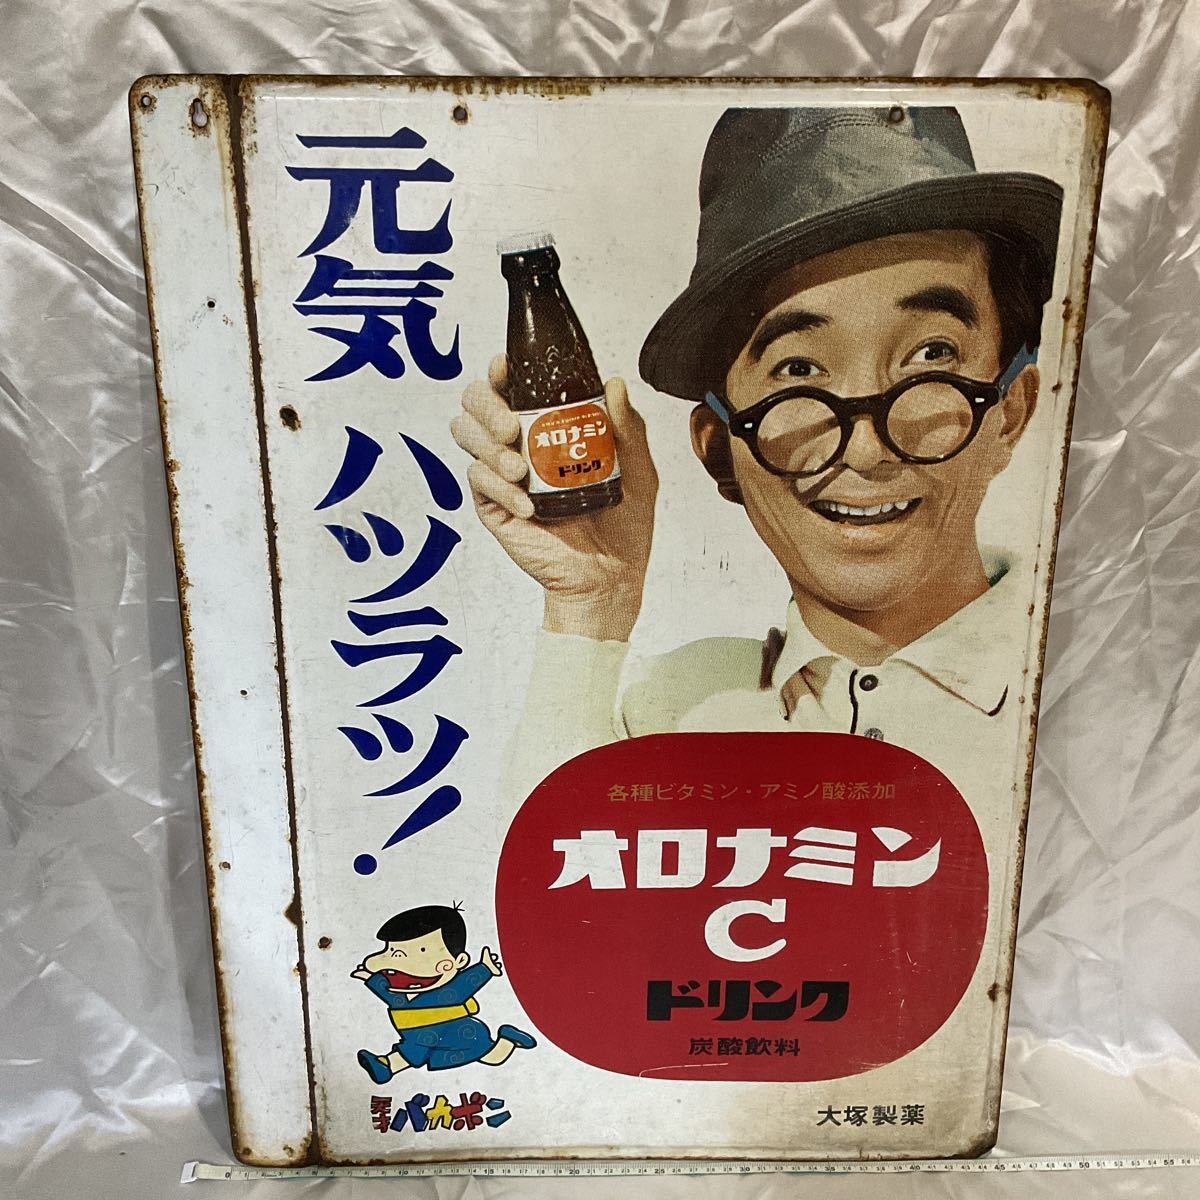 元気 ハツラツ!
オロナミン
C
ドリンク
各種ビタミン・アミノ酸添加
オロナミン
C
ドリンク
炭酸飲料
天才バカボン
大塚製薬